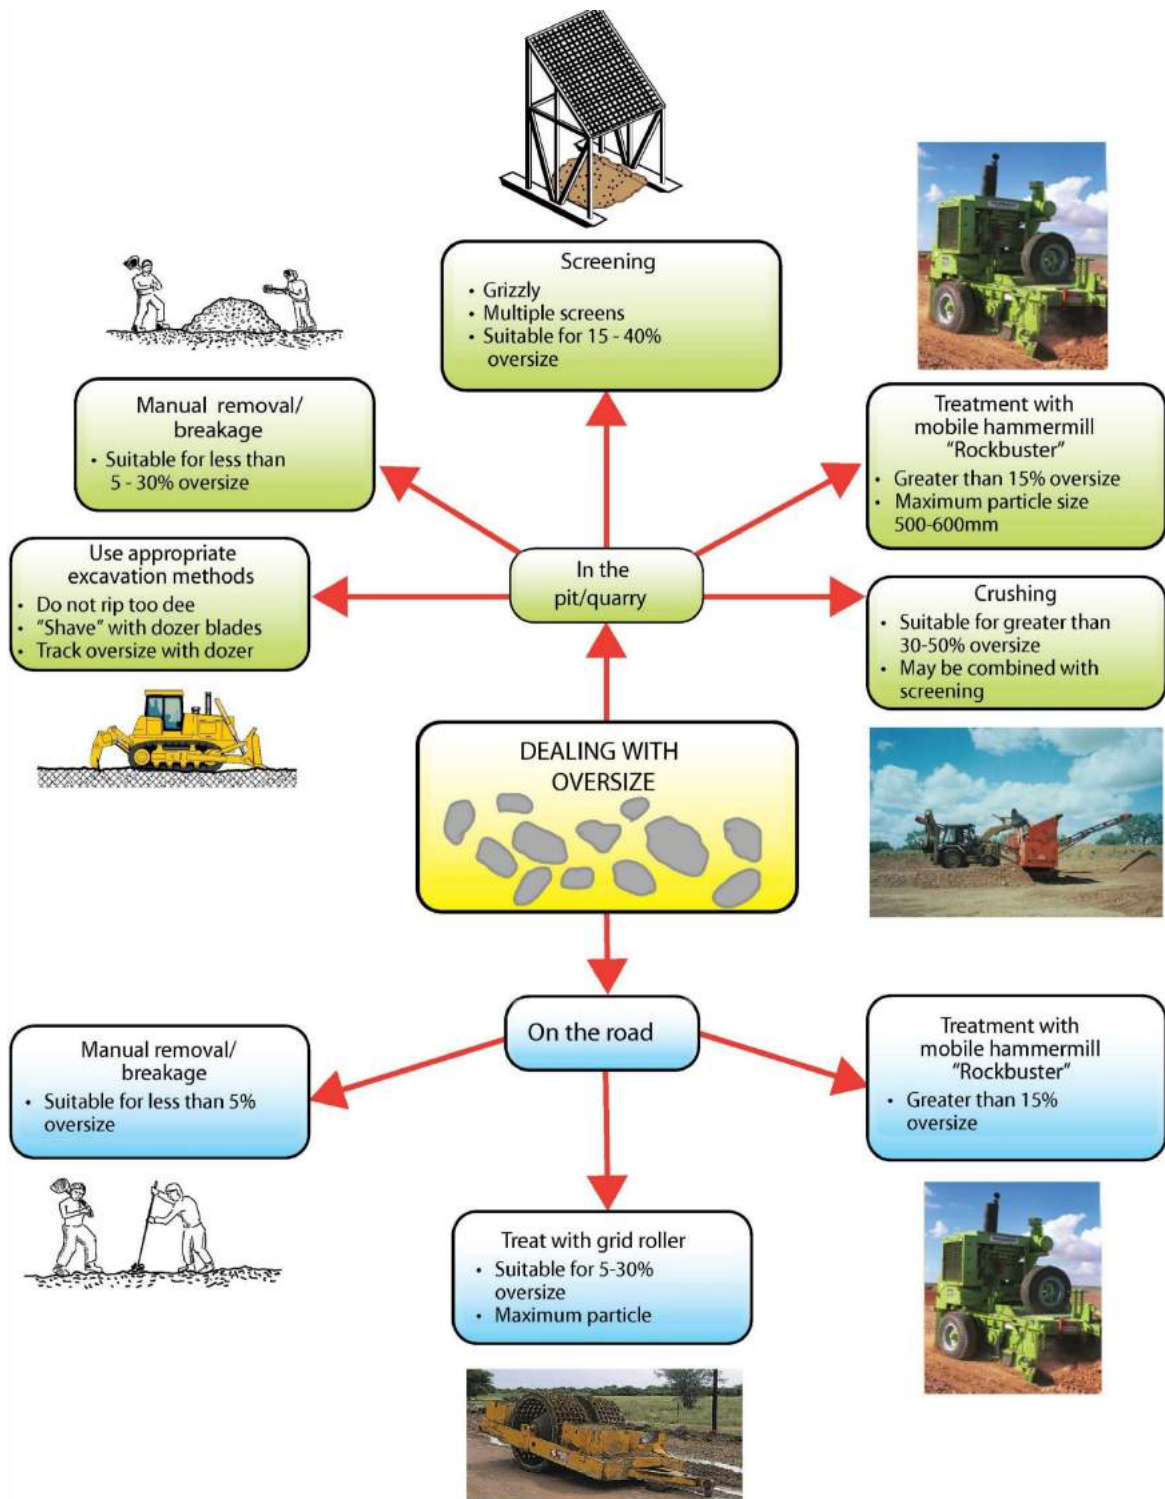 Screening
• Grizzly
• Multiple screens
• Suitable for 15 - 40%
oversize
Manual removal/
breakage
• Suitable for less than
5 - 30% oversize
Treatment with
mobile hammermill
"Rockbuster"
• Greater than 15% oversize
• Maximum particle size
500-600mm
Use appropriate
excavation methods
• Do not rip too dee
• "Shave" with dozer blades
• Track oversize with dozer
In the
pit/quarry
Crushing
• Suitable for greater than
30-50% oversize
• May be combined with
screening
DEALING WITH
OVERSIZE
On the road
Manual removal/
breakage
• Suitable for less than 5%
oversize
Treatment with
mobile hammermill
"Rockbuster"
• Greater than 15%
oversize
Treat with grid roller
• Suitable for 5-30%
oversize
• Maximum particle